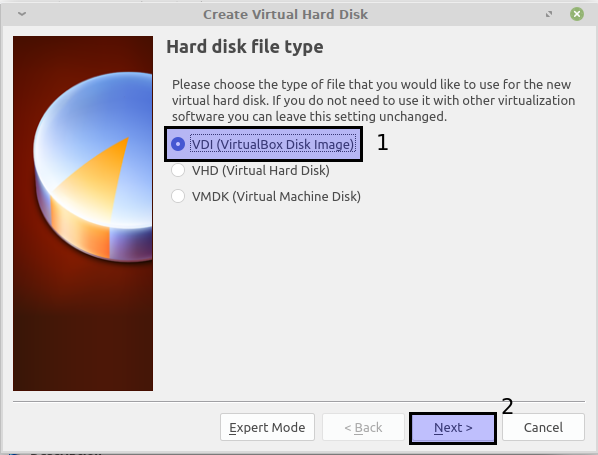 Create Virtual Hard Disk
Hard disk file type
Please choose the type of file that you would like to use for the new
virtual hard disk. If you do not need to use it with other virtualization
software you can leave this setting unchanged.
VDI (VirtualBox Disk Image)
1
VHD (Virtual Hard Disk)
VMDK (Virtual Machine Disk)
2
Expert Mode
< Back
Next >
Cancel